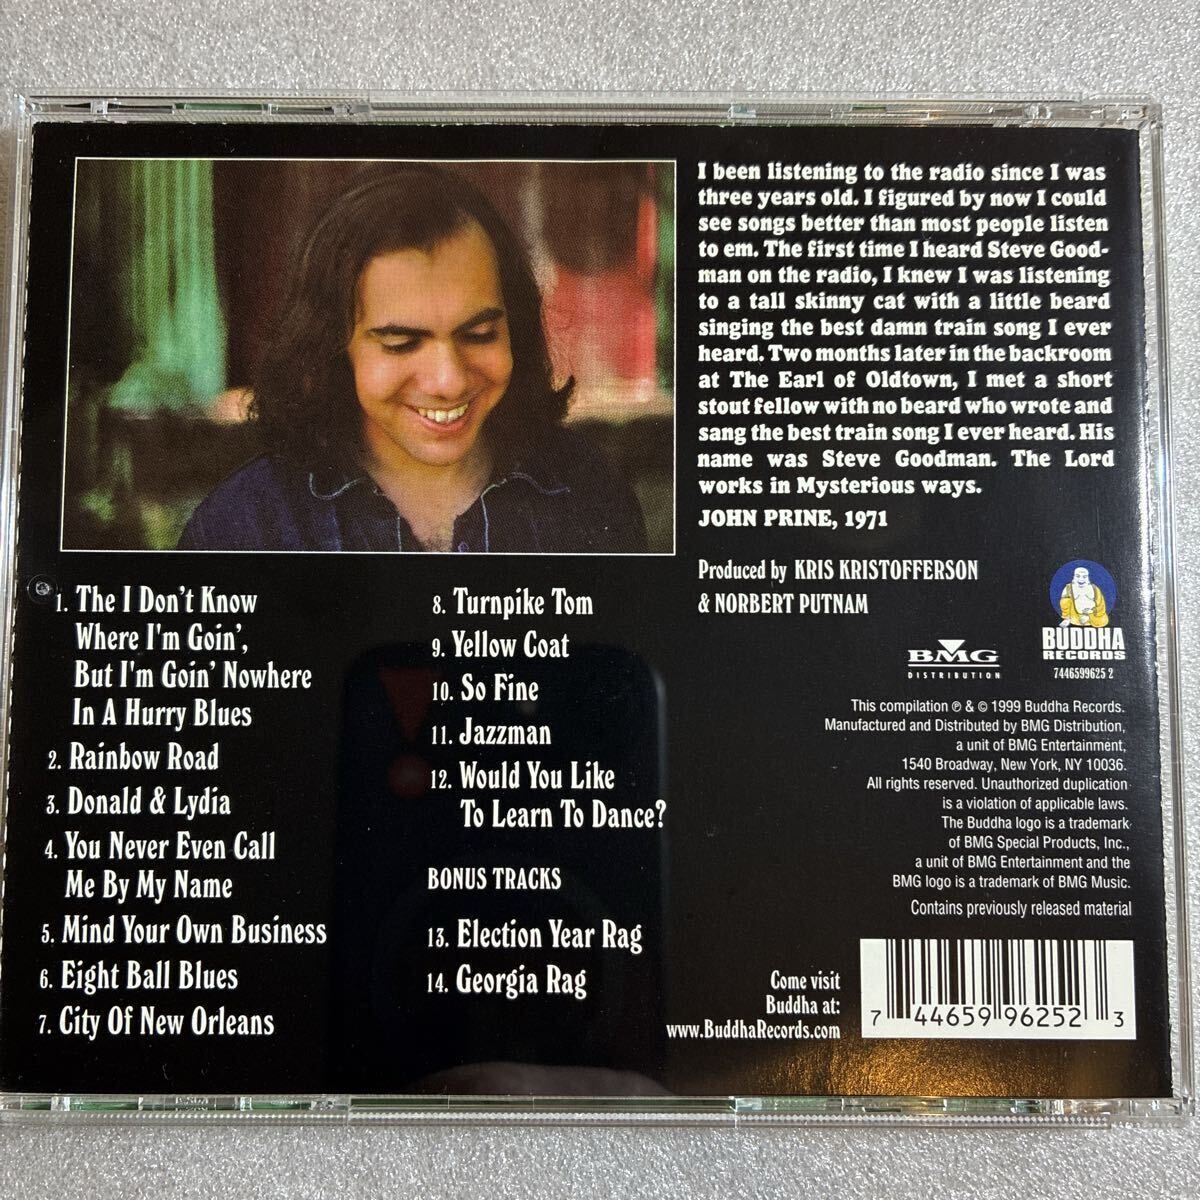 I been listening to the radio since I was
three years old. I figured by now I could
see songs better than most people listen
to em. The first time I heard Steve Good-
man on the radio, I knew I was listening
to a tall skinny cat with a little beard
singing the best damn train song I ever
heard. Two months later in the backroom
at The Earl of Oldtown, I met a short
stout fellow with no beard who wrote and
sang the best train song I ever heard. His
name was Steve Goodman. The Lord
works in Mysterious ways.
JOHN PRINE, 1971
1. The I Don't Know
Where I'm Goin',
But I'm Goin' Nowhere
In A Hurry Blues
2. Rainbow Road
3. Donald & Lydia
4. You Never Even Call
Me By My Name
5. Mind Your Own Business
6. Eight Ball Blues
7. City Of New Orleans
8. Turnpike Tom
9. Yellow Coat
10. So Fine
11. Jazzman
12. Would You Like
To Learn To Dance?
BONUS TRACKS
13. Election Year Rag
14. Georgia Rag
Produced by KRIS KRISTOFFERSON
& NORBERT PUTNAM
BMG
DISTRIBUTION
BUDDHA
RECORDS
7446599625 2
This compilation ℗ & © 1999 Buddha Records.
Manufactured and Distributed by BMG Distribution,
a unit of BMG Entertainment,
1540 Broadway, New York, NY 10036.
All rights reserved. Unauthorized duplication
is a violation of applicable laws.
The Buddha logo is a trademark
of BMG Special Products, Inc.,
a unit of BMG Entertainment and the
BMG logo is a trademark of BMG Music.
Contains previously released material
Come visit
Buddha at:
www.BuddhaRecords.com
7 44659 96252 3